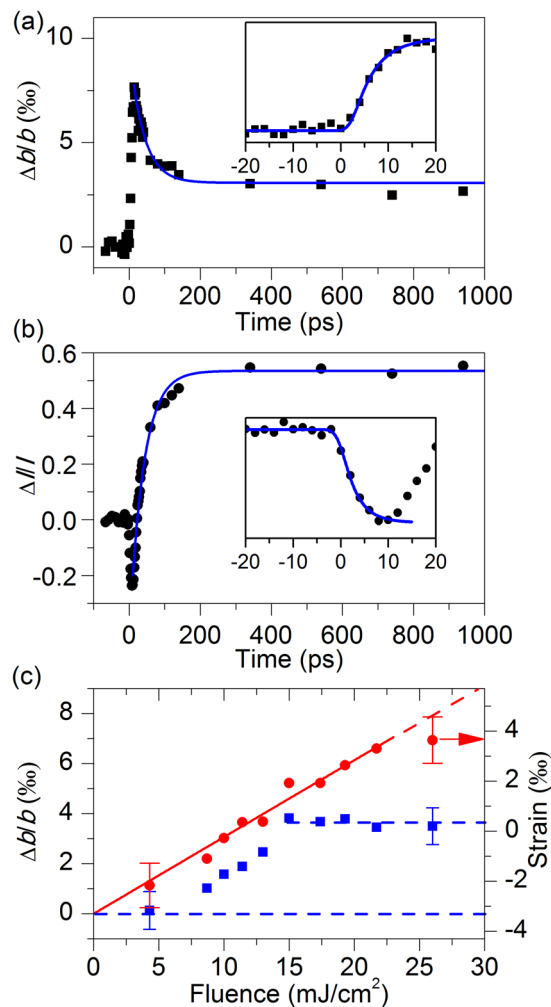 (a)
10
5
0
Δb/b (‰)
-20 -10 0 10 20
0 200 400 600 800 1000
Time (ps)
(b)
0.6
0.4
0.2
0.0
-0.2
ΔI/I
-20 -10 0 10 20
0 200 400 600 800 1000
Time (ps)
(c)
8
6
4
2
0
Δb/b (‰)
4
2
0
-2
-4
Strain (‰)
0 5 10 15 20 25 30
Fluence (mJ/cm²)